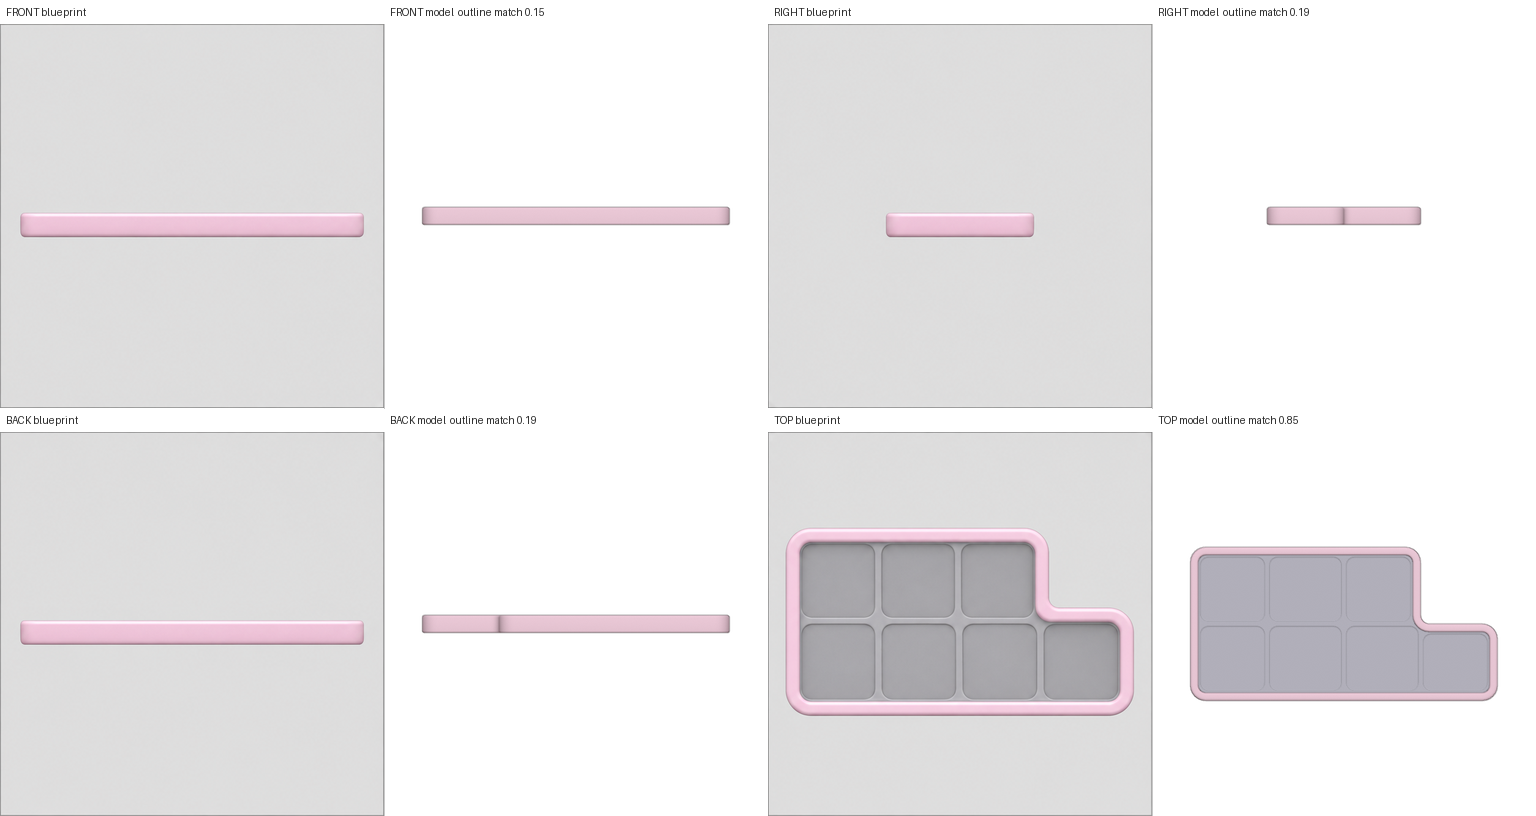 FRONT blueprint
FRONT model outline match 0.15
RIGHT blueprint
RIGHT model outline match 0.19
BACK blueprint
BACK model outline match 0.19
TOP blueprint
TOP model outline match 0.85